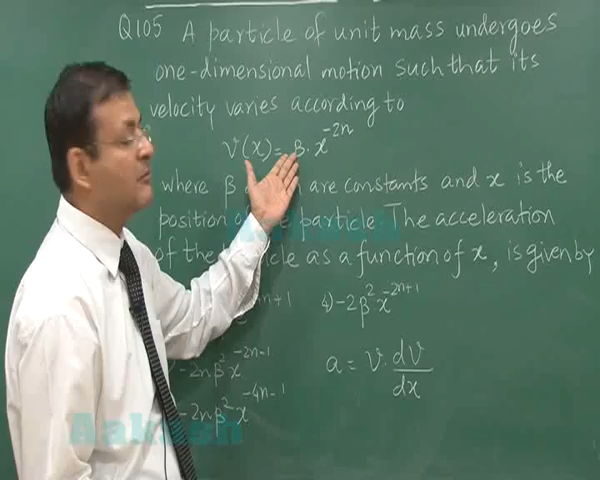 Q105 A particle of unit mass undergoes
one-dimensional motion such that its
velocity varies according to
v(x) = β · x^{-2n}
where β are constants and x is the
position particle. The acceleration
of the as a function of x, is given by
n+1 4) -2β²x^{-2n+1}
-2nβ²x^{-2n-1}
-2nβ²x^{-4n-1}
a = v · dv/dx
Aakash
Aakash